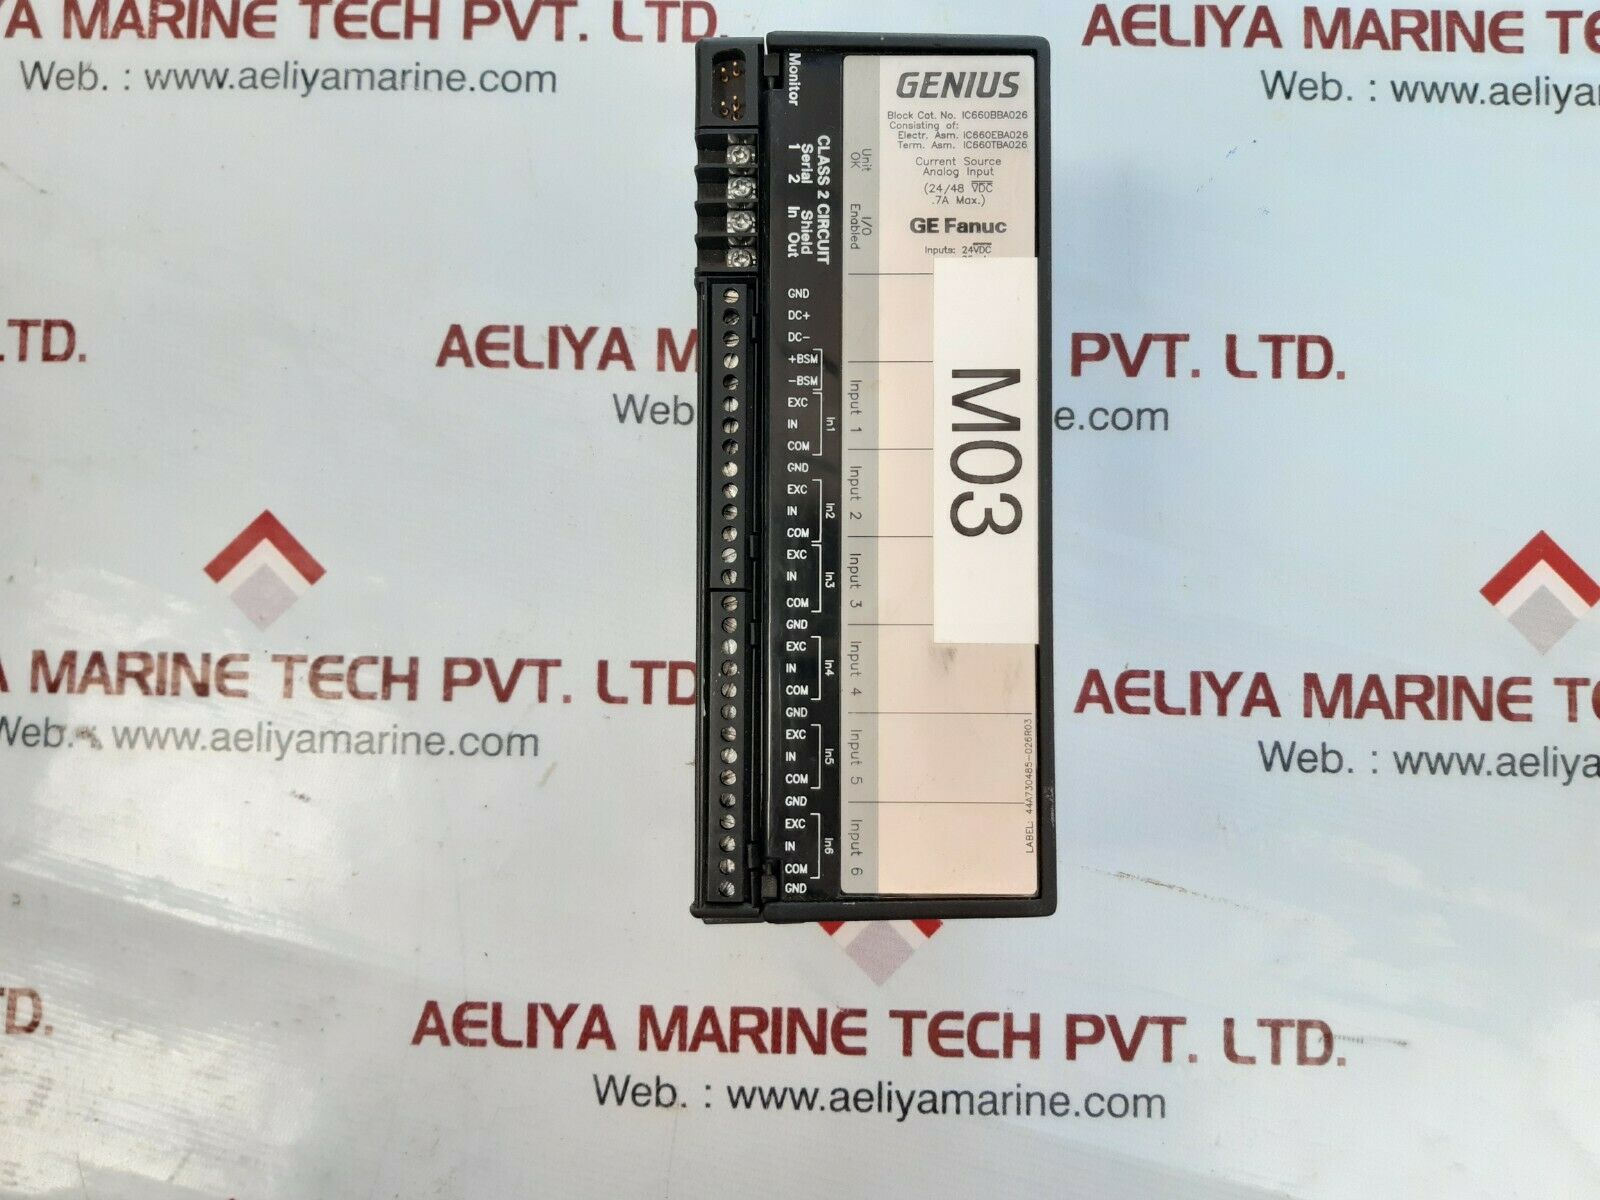 YA MARINE TECH PVT. LTD.
Web. : www.aeliyamarine.com
AELIYA MARINE TE
Web. : www.aeliya
LTD.
AELIYA M
PVT. LTD.
Web
e.com
A MARINE TECH PVT. LTD
Web. : www.aeliyamarine.com
AELIYA MARINE TE
Web. : www.aeliya
TD.
AELIYA MARINE TECH PVT. LTD.
Web. : www.aeliyamarine.com
Monitor
CLASS 2 CIRCUIT
Serial Shield
1 2 In Out
GND
DC+
DC-
+BSM
-BSM
EXC
IN
COM
In1
GND
EXC
IN
COM
In2
EXC
IN
COM
In3
GND
EXC
IN
COM
In4
GND
EXC
IN
COM
In5
GND
EXC
IN
COM
In6
GND
Unit
OK
I/O
Enabled
Input 1
Input 2
Input 3
Input 4
Input 5
Input 6
GENIUS
Block Cat. No. IC660BBA026
Consisting of:
Electr. Asm. IC660EBA026
Term. Asm. IC660TBA026
Current Source
Analog Input
(24/48 VDC
.7A Max.)
GE Fanuc
Inputs: 24VDC
M03
LABEL: 44A730485-026R03